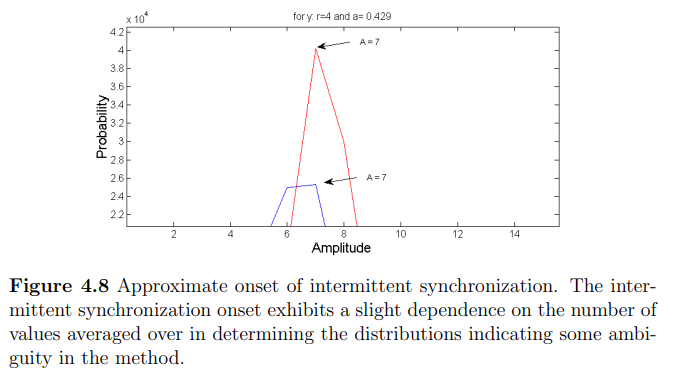 for y: r=4 and a= 0.429
x 10⁴
4.2
4
3.8
3.6
3.4
3.2
3
2.8
2.6
2.4
2.2
Probability
A = 7
A = 7
2 4 6 8 10 12 14
Amplitude
Figure 4.8 Approximate onset of intermittent synchronization. The inter-
mittent synchronization onset exhibits a slight dependence on the number of
values averaged over in determining the distributions indicating some ambi-
guity in the method.